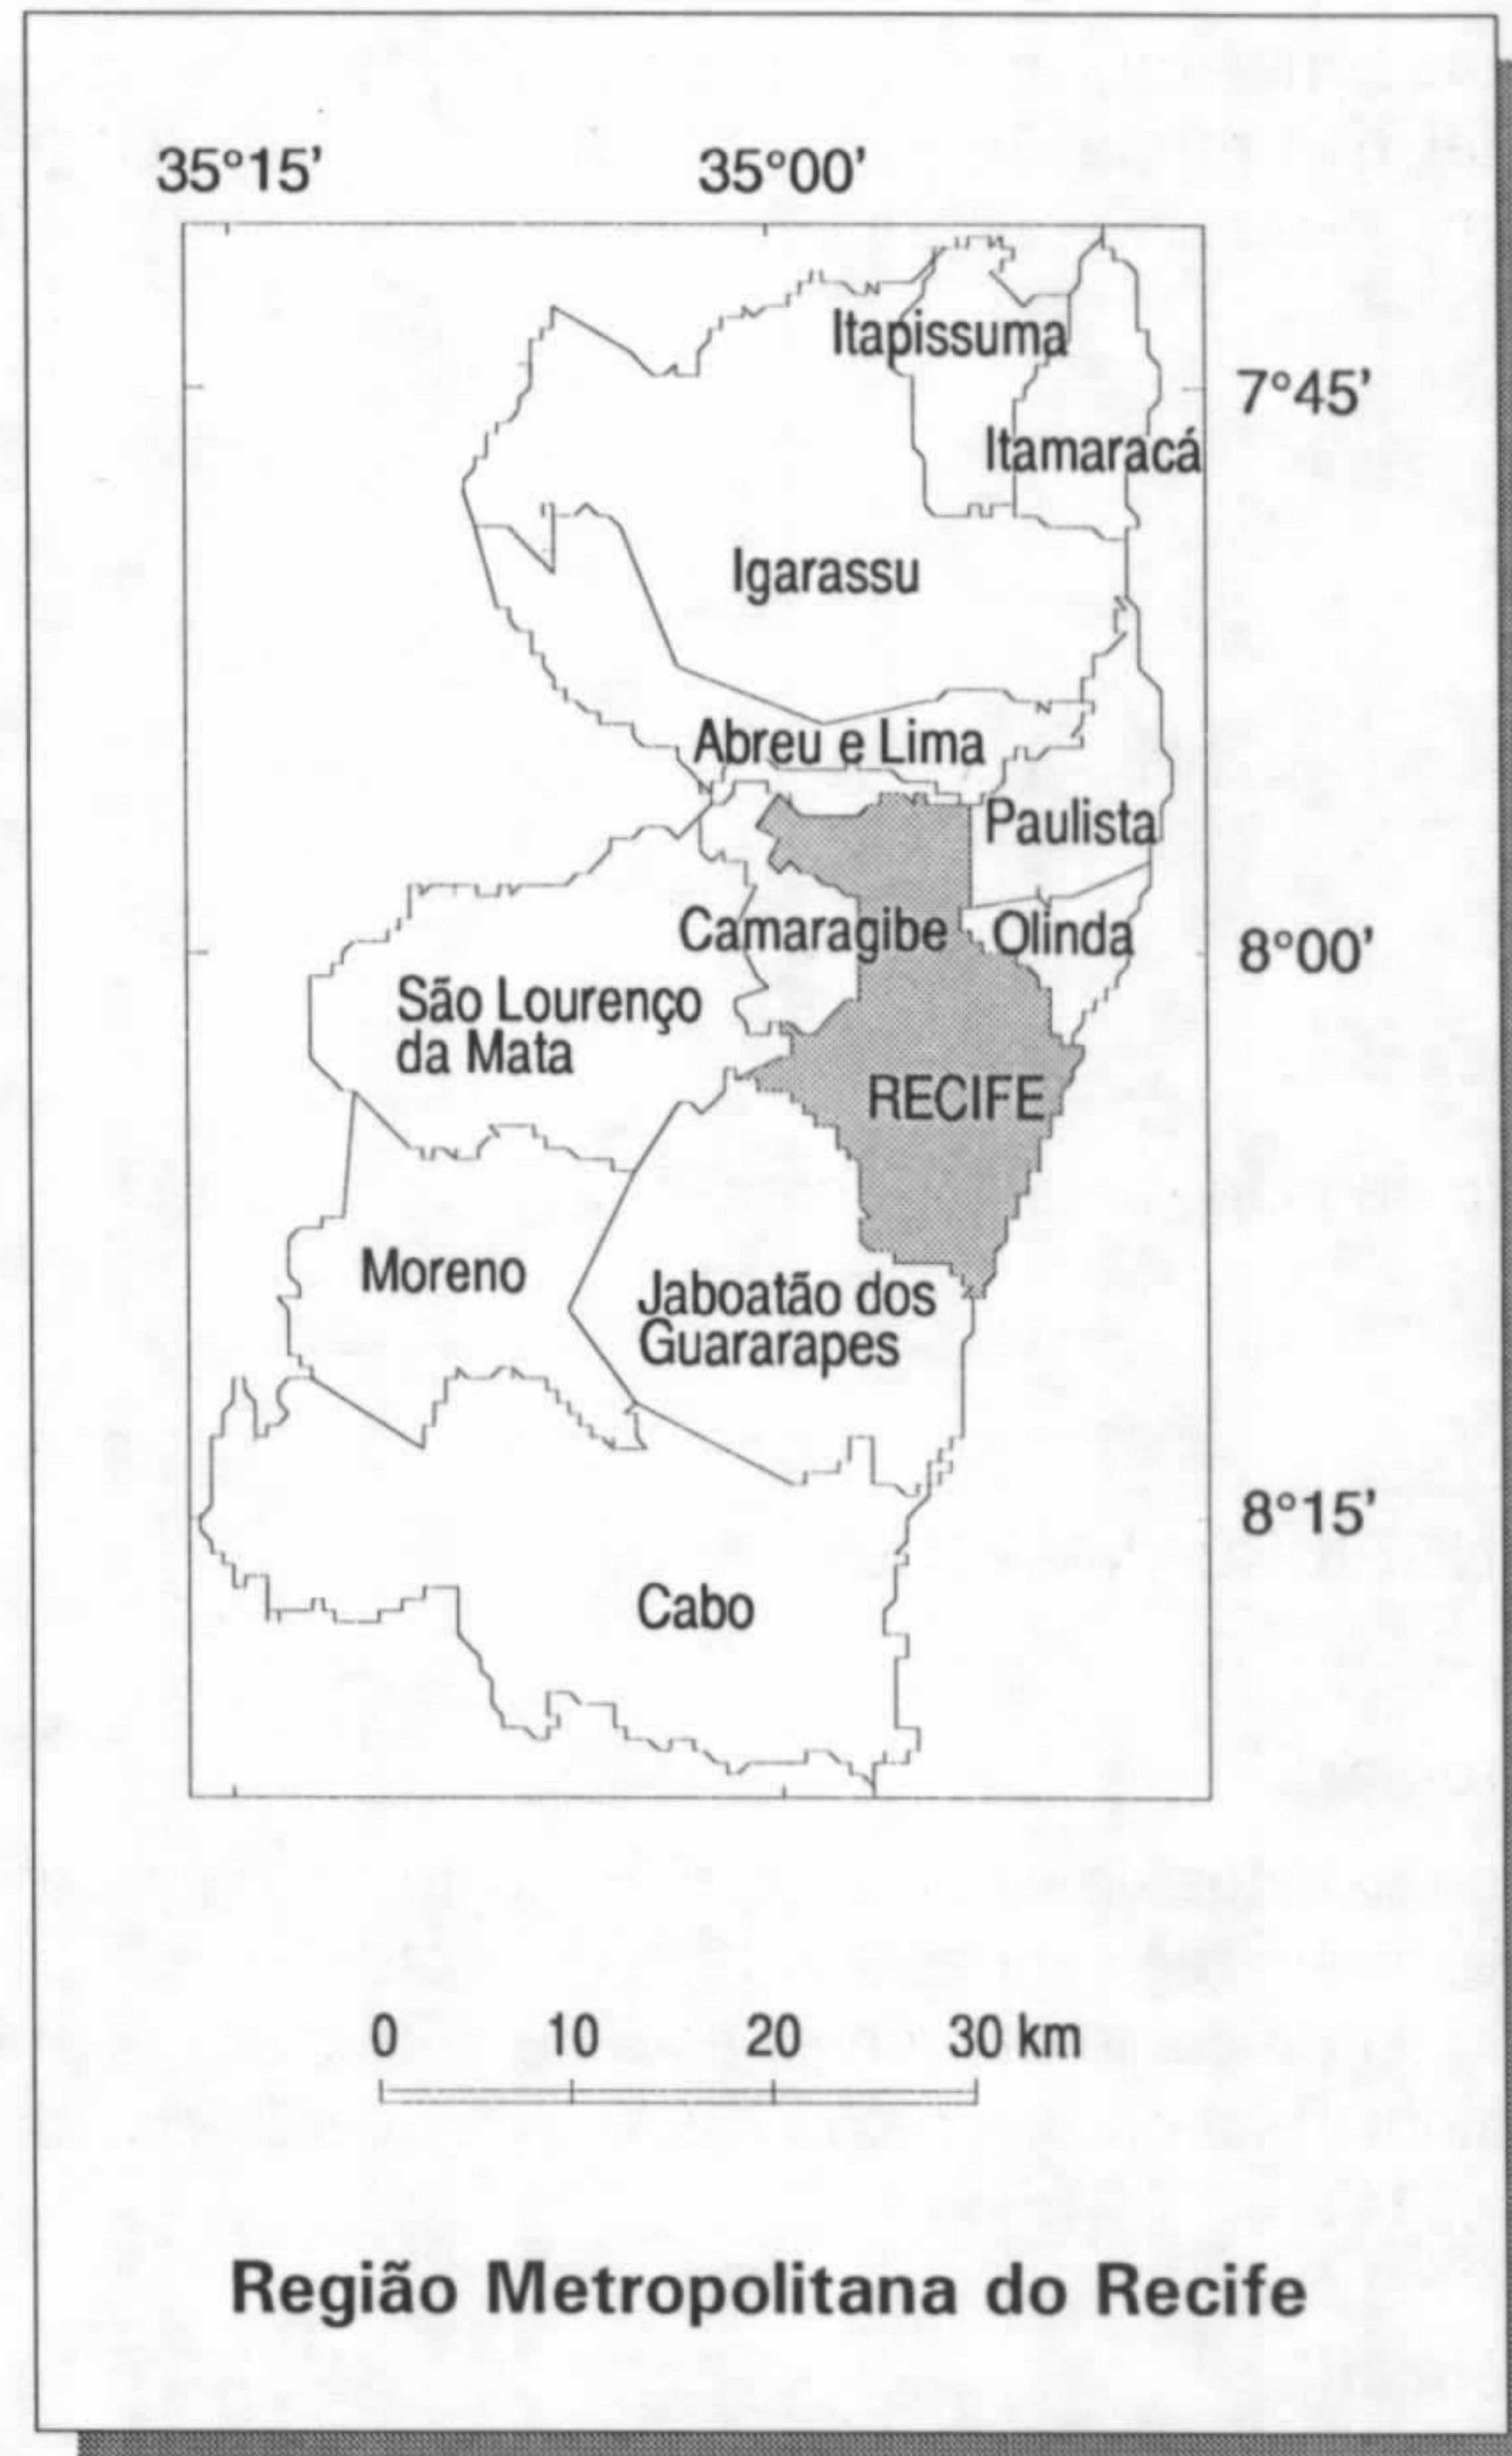 35°15' 35°00'
Itapissuma
7°45'
Itamaracá
Igarassu
Abreu e Lima
Paulista
Camaragibe
Olinda
8°00'
São Lourenço
da Mata
RECIFE
Moreno
Jaboatão dos
Guararapes
8°15'
Cabo
0 10 20 30 km
Região Metropolitana do Recife